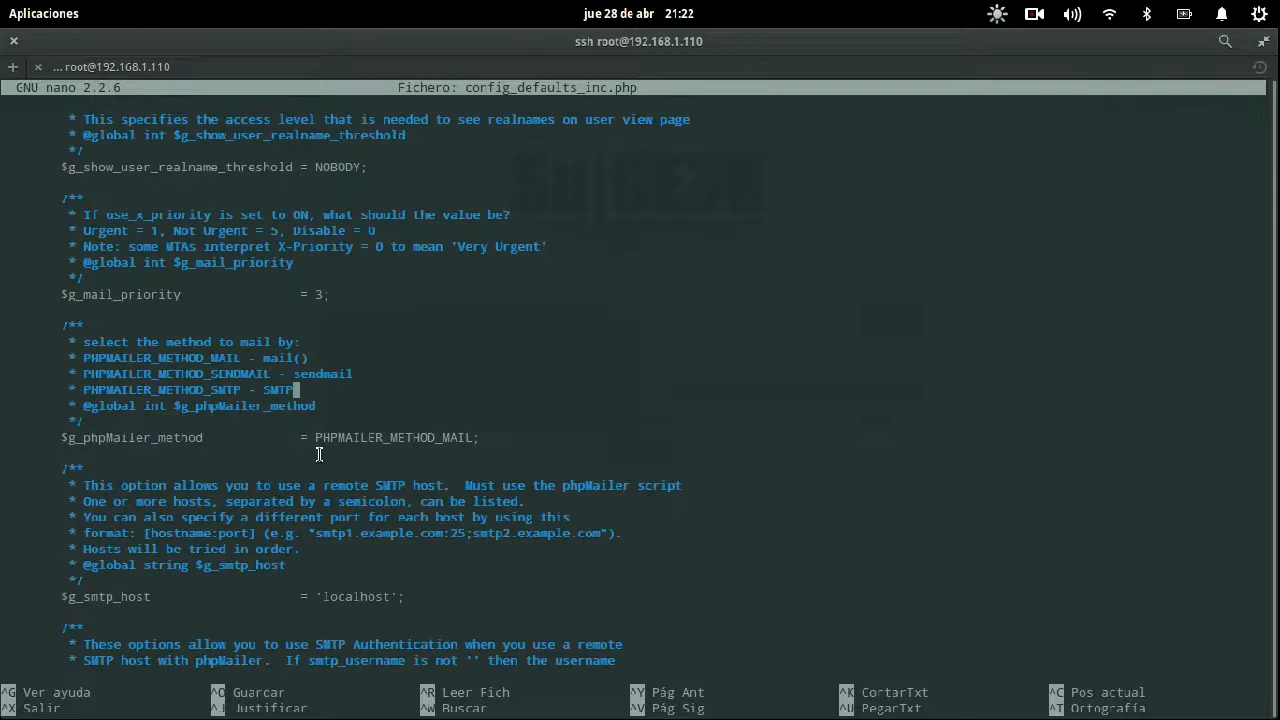 Aplicaciones
jue 28 de abr 21:22
ssh root@192.168.1.110
... root@192.168.1.110
GNU nano 2.2.6
Fichero: config_defaults_inc.php
* This specifies the access level that is needed to see realnames on user view page
* @global int $g_show_user_realname_threshold
*/
$g_show_user_realname_threshold = NOBODY;
/**
* If use_x_priority is set to ON, what should the value be?
* Urgent = 1, Not Urgent = 5, Disable = 0
* Note: some MTAs interpret X-Priority = 0 to mean 'Very Urgent'
* @global int $g_mail_priority
*/
$g_mail_priority = 3;
/**
* select the method to mail by:
* PHPMAILER_METHOD_MAIL - mail()
* PHPMAILER_METHOD_SENDMAIL - sendmail
* PHPMAILER_METHOD_SMTP - SMTP
* @global int $g_phpMailer_method
*/
$g_phpMailer_method = PHPMAILER_METHOD_MAIL;
/**
* This option allows you to use a remote SMTP host.  Must use the phpMailer script
* One or more hosts, separated by a semicolon, can be listed.
* You can also specify a different port for each host by using this
* format: [hostname:port] (e.g. "smtp1.example.com:25;smtp2.example.com").
* Hosts will be tried in order.
* @global string $g_smtp_host
*/
$g_smtp_host = 'localhost';
/**
* These options allow you to use SMTP Authentication when you use a remote
* SMTP host with phpMailer.  If smtp_username is not '' then the username
^G Ver ayuda ^O Guardar ^R Leer Fich ^Y Pág Ant ^K CortarTxt ^C Pos actual
^X Salir ^J Justificar ^W Buscar ^V Pág Sig ^U PegarTxt ^T Ortografía